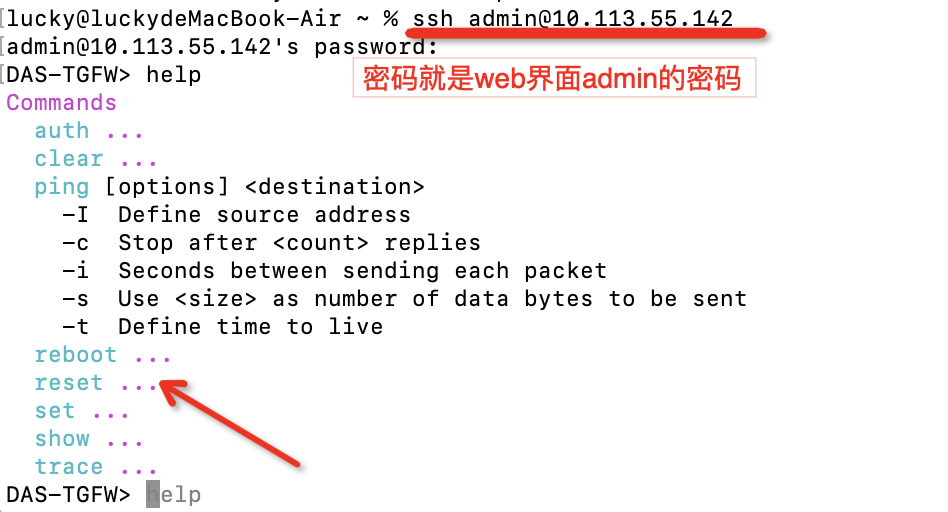 [lucky@luckydeMacBook-Air ~ % ssh admin@10.113.55.142
[admin@10.113.55.142's password:
密码就是web界面admin的密码
[DAS-TGFW> help
Commands
auth ...
clear ...
ping [options] <destination>
-I Define source address
-c Stop after <count> replies
-i Seconds between sending each packet
-s Use <size> as number of data bytes to be sent
-t Define time to live
reboot ...
reset ...
set ...
show ...
trace ...
DAS-TGFW> help